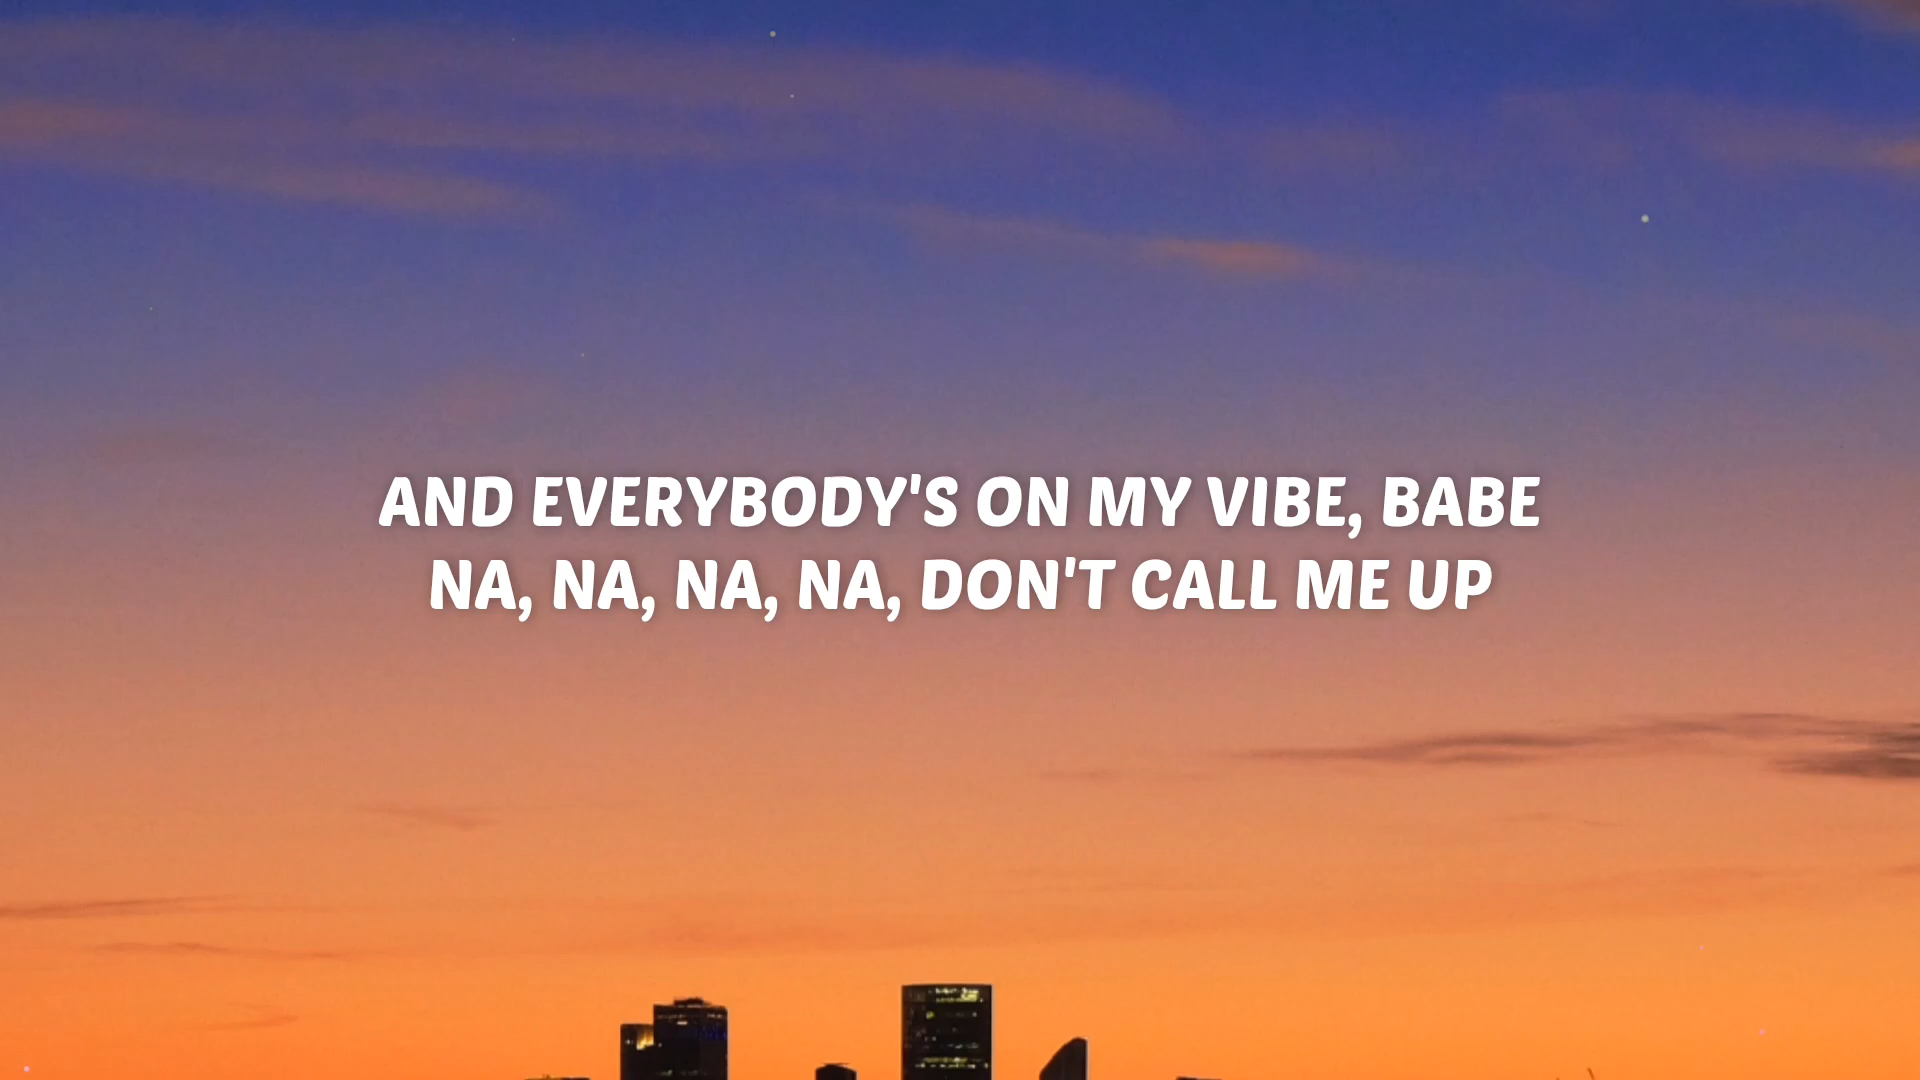 AND EVERYBODY'S ON MY VIBE, BABE
NA, NA, NA, NA, DON'T CALL ME UP